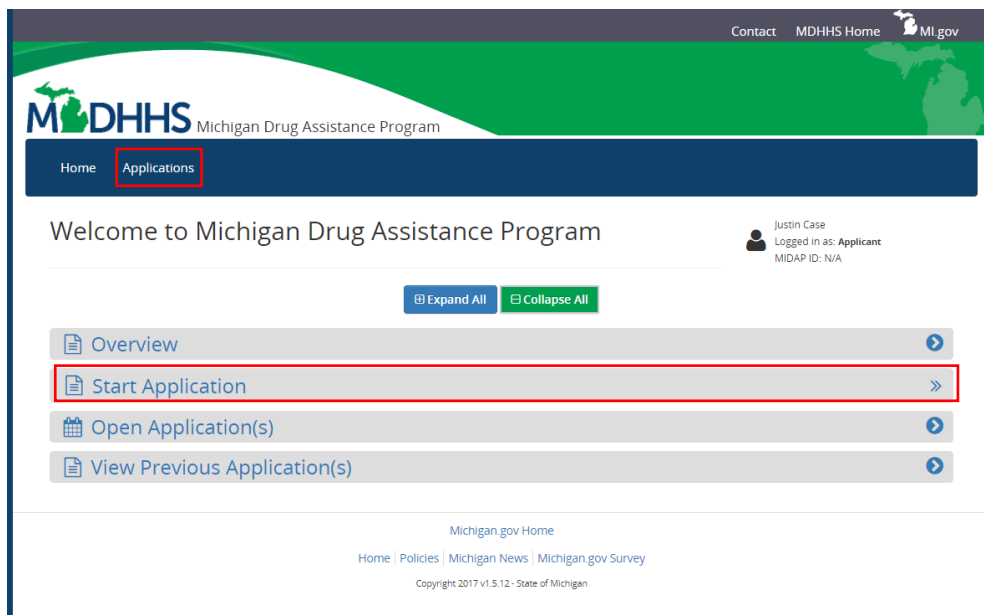 Contact MDHHS Home MI.gov
MDHHS Michigan Drug Assistance Program
Home Applications
Welcome to Michigan Drug Assistance Program
Justin Case
Logged in as: Applicant
MIDAP ID: N/A
Expand All Collapse All
Overview
Start Application
Open Application(s)
View Previous Application(s)
Michigan.gov Home
Home Policies Michigan News Michigan.gov Survey
Copyright 2017 v1.5.12 - State of Michigan